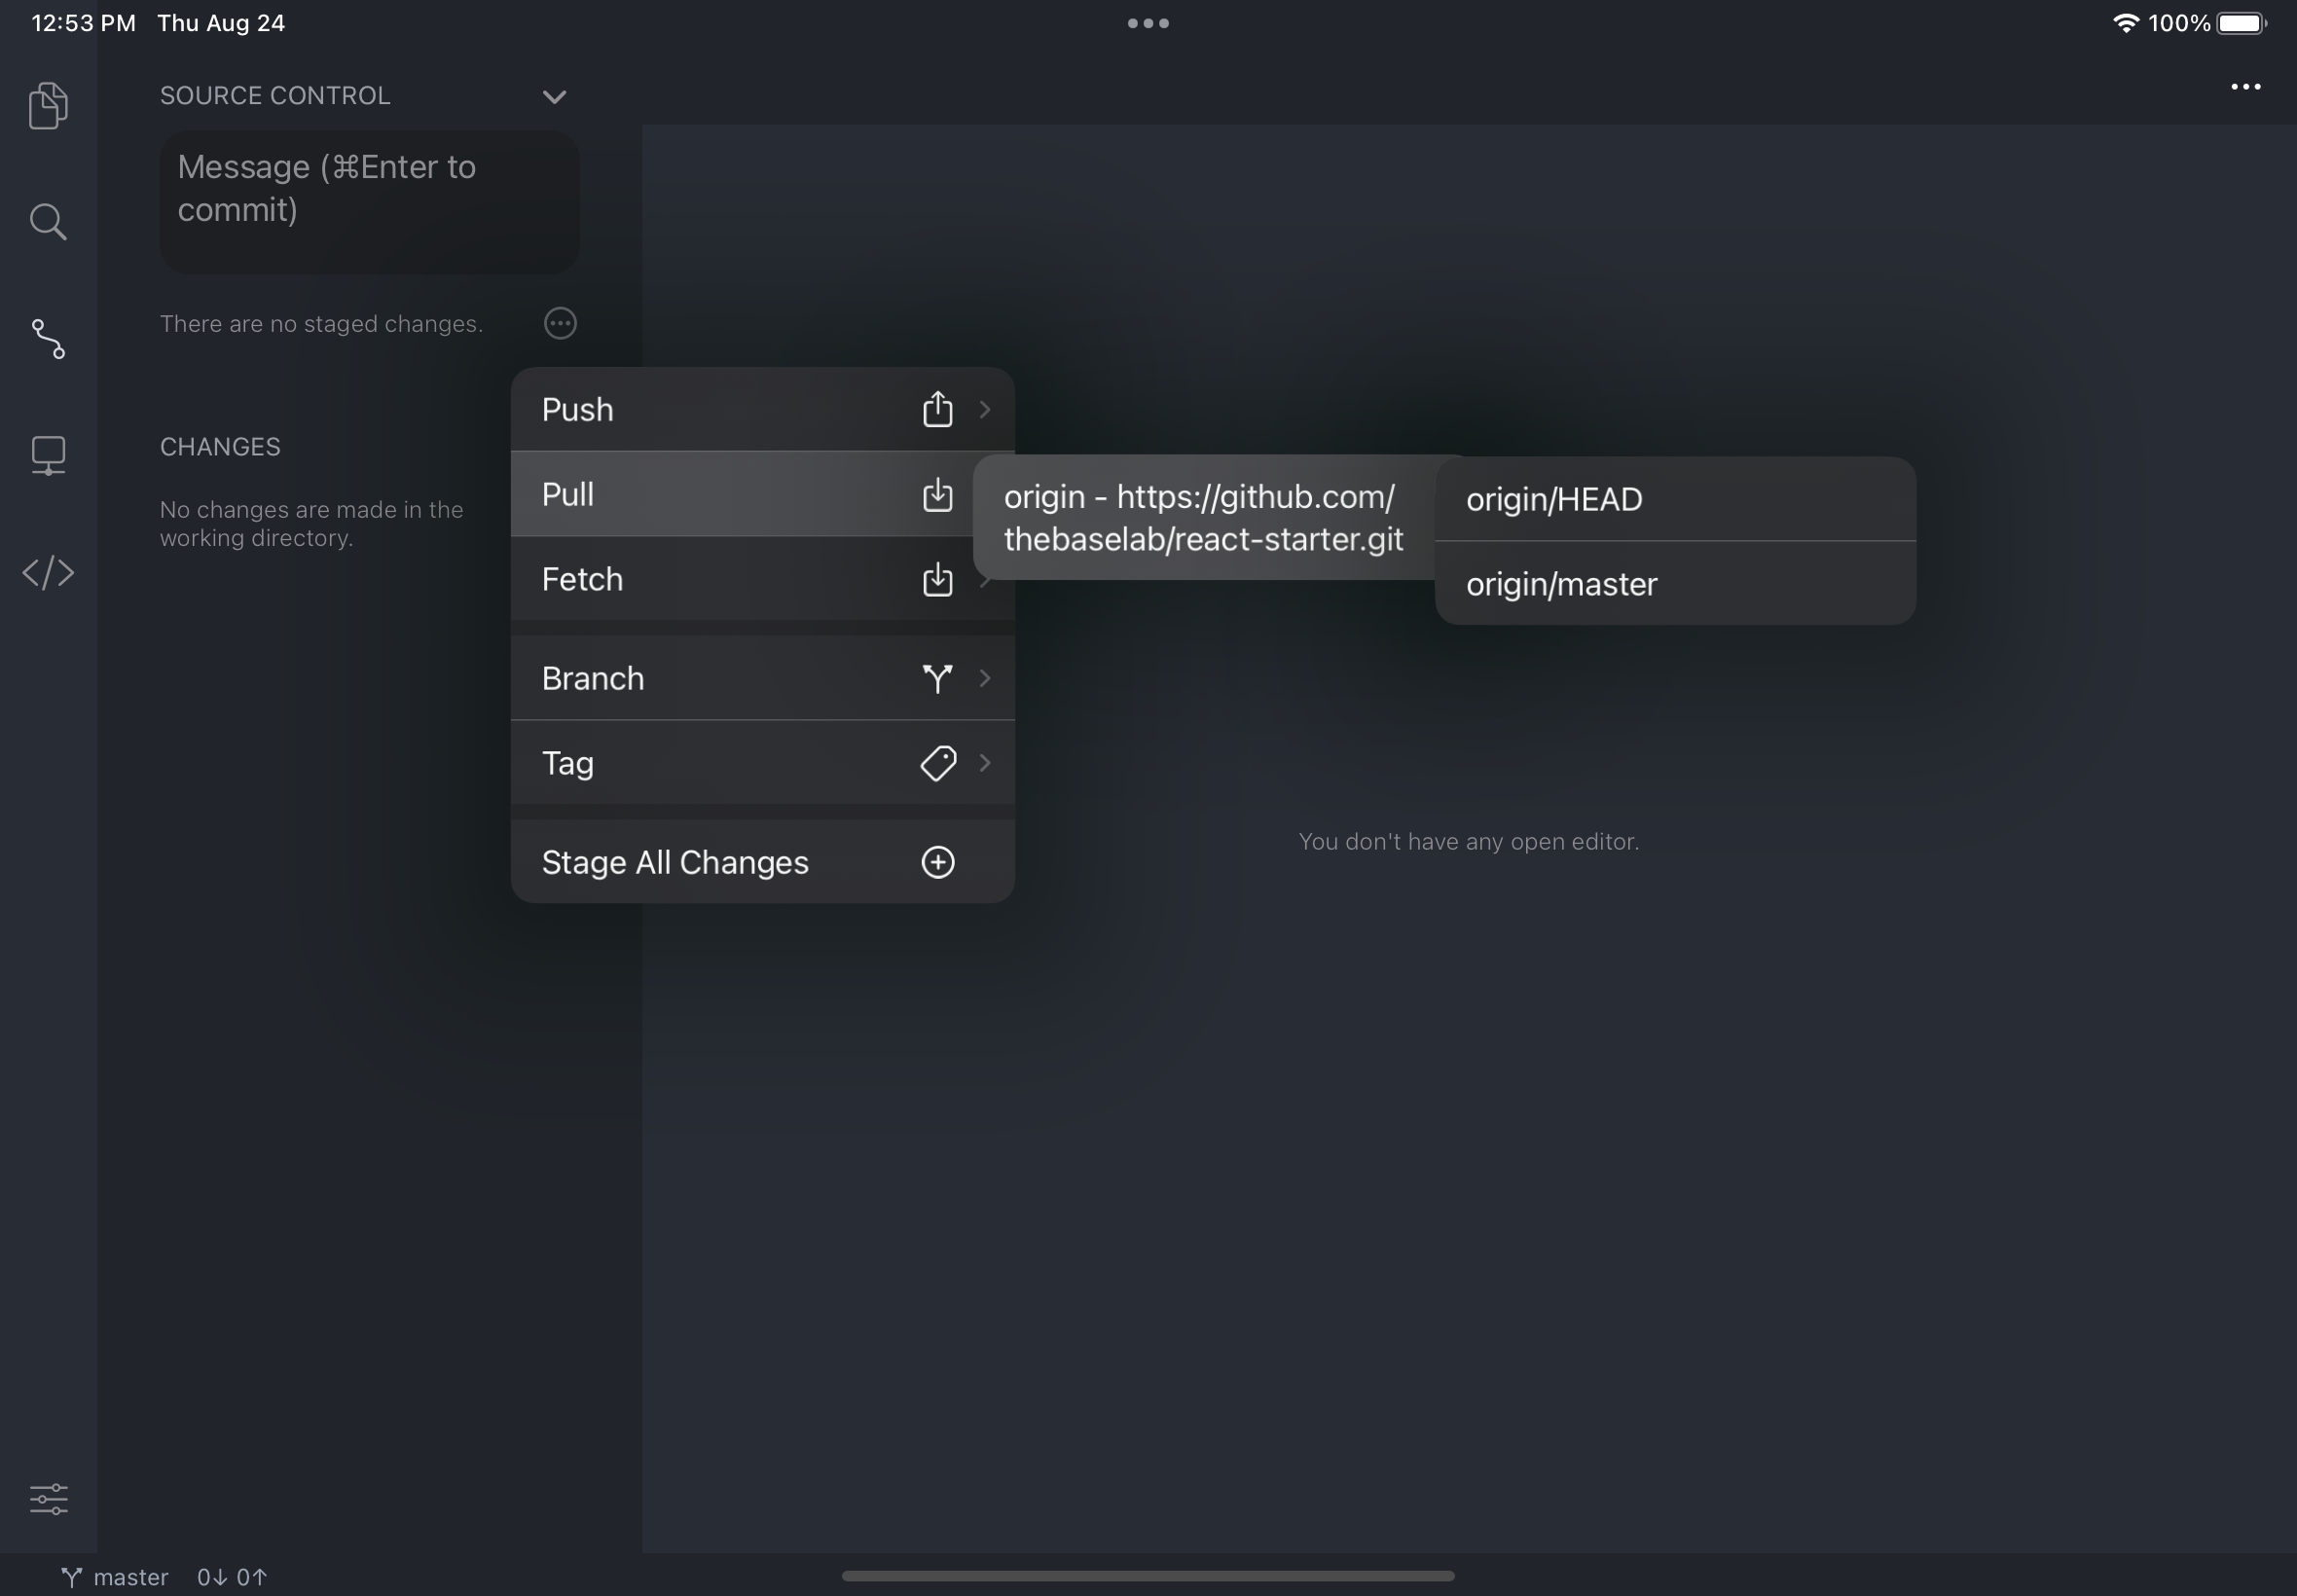 12:53 PM Thu Aug 24
100%
SOURCE CONTROL
Message (⌘Enter to
commit)
There are no staged changes.
CHANGES
No changes are made in the
working directory.
Push
Pull
Fetch
Branch
Tag
Stage All Changes
origin - https://github.com/
thebaselab/react-starter.git
origin/HEAD
origin/master
You don't have any open editor.
master 0↓ 0↑